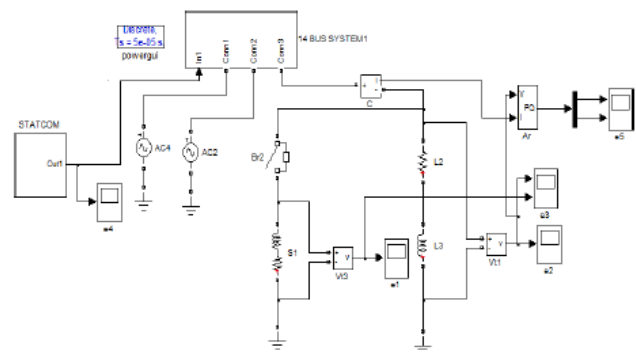 Discrete,
Ts = 5e-05 s
powergui
14 BUS SYSTEM1
In1
Conn1
Conn2
Conn3
STATCOM
Out1
AC4
AC2
C
V
I
PQ
Ar
s5
Br2
L2
s4
s3
S1
L3
v
Vt3
s1
v
Vt1
s2